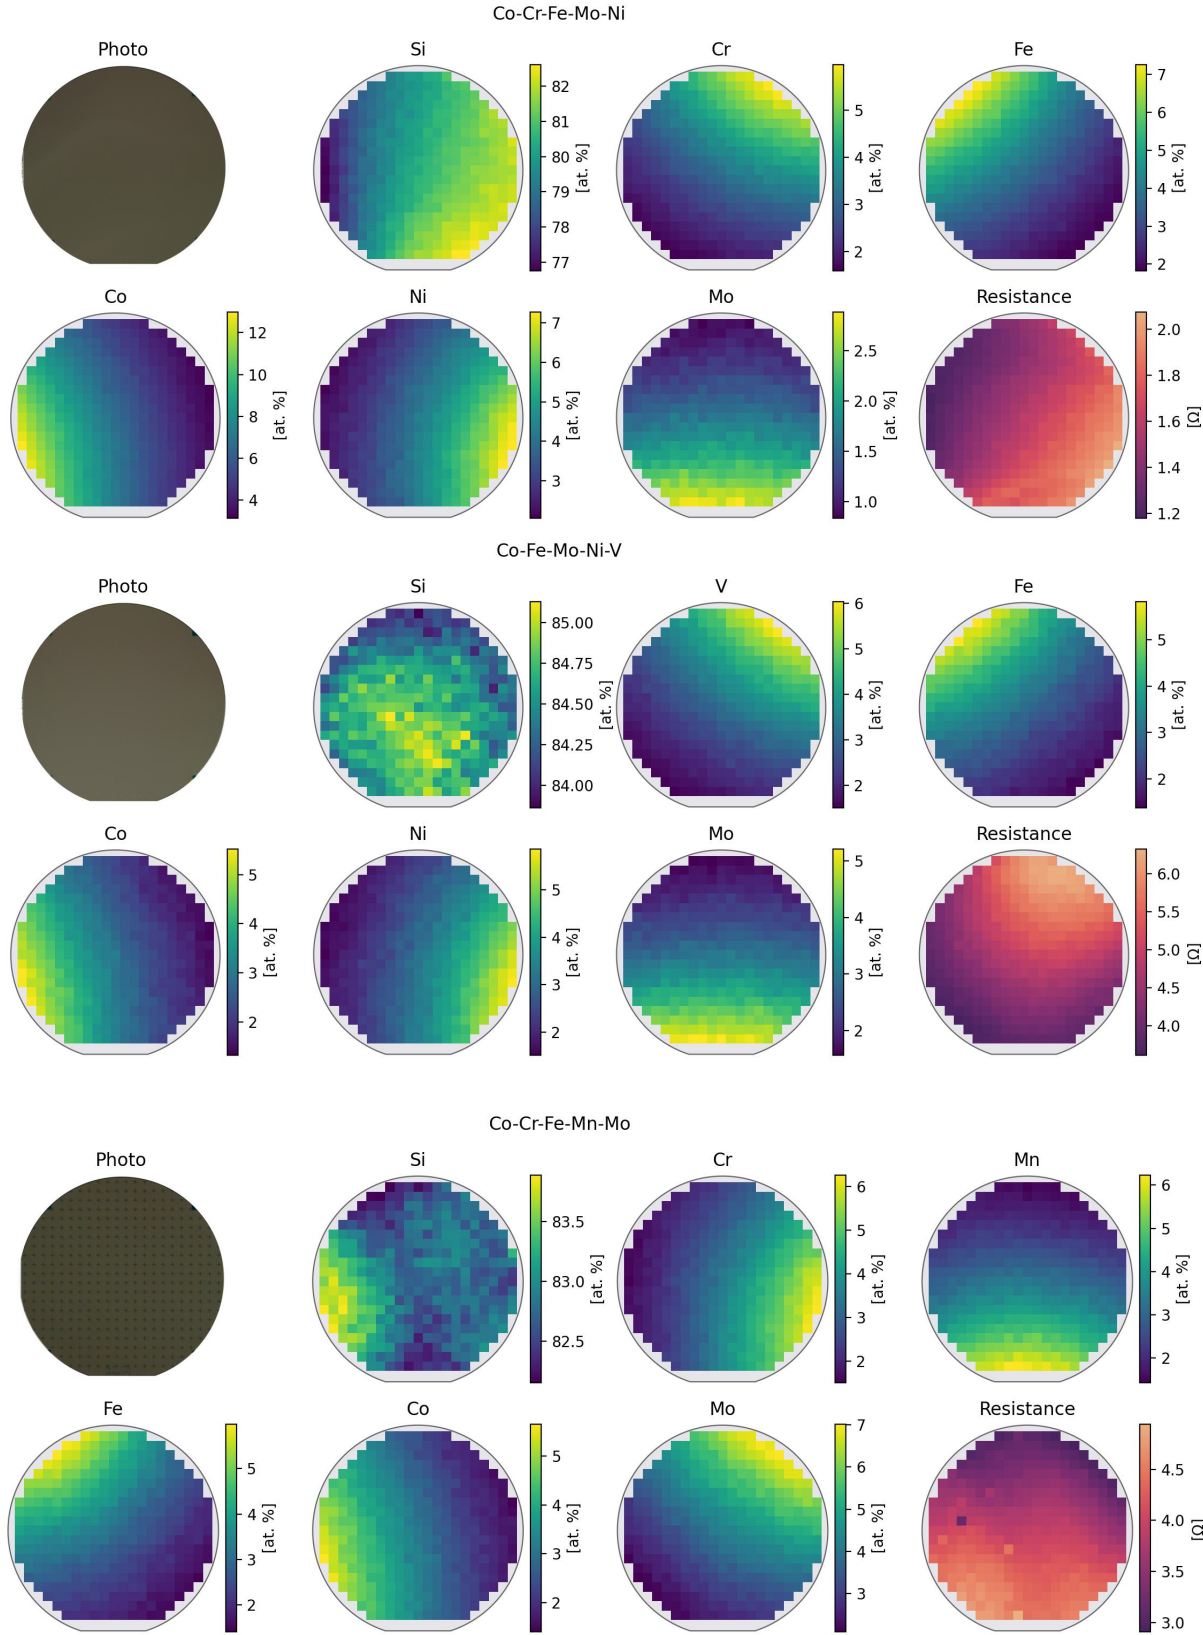 Co-Cr-Fe-Mo-Ni
Photo
Si
82
81
80
79
78
77
[at. %]
Cr
5
4
3
2
[at. %]
Fe
7
6
5
4
3
2
[at. %]
Co
12
10
8
6
4
[at. %]
Ni
7
6
5
4
3
[at. %]
Mo
2.5
2.0
1.5
1.0
[at. %]
Resistance
2.0
1.8
1.6
1.4
1.2
[Ω]
Co-Fe-Mo-Ni-V
Photo
Si
85.00
84.75
84.50
84.25
84.00
[at. %]
V
6
5
4
3
2
[at. %]
Fe
5
4
3
2
[at. %]
Co
5
4
3
2
[at. %]
Ni
5
4
3
2
[at. %]
Mo
5
4
3
2
[at. %]
Resistance
6.0
5.5
5.0
4.5
4.0
[Ω]
Co-Cr-Fe-Mn-Mo
Photo
Si
83.5
83.0
82.5
[at. %]
Cr
6
5
4
3
2
[at. %]
Mn
6
5
4
3
2
[at. %]
Fe
5
4
3
2
[at. %]
Co
5
4
3
2
[at. %]
Mo
7
6
5
4
3
[at. %]
Resistance
4.5
4.0
3.5
3.0
[Ω]